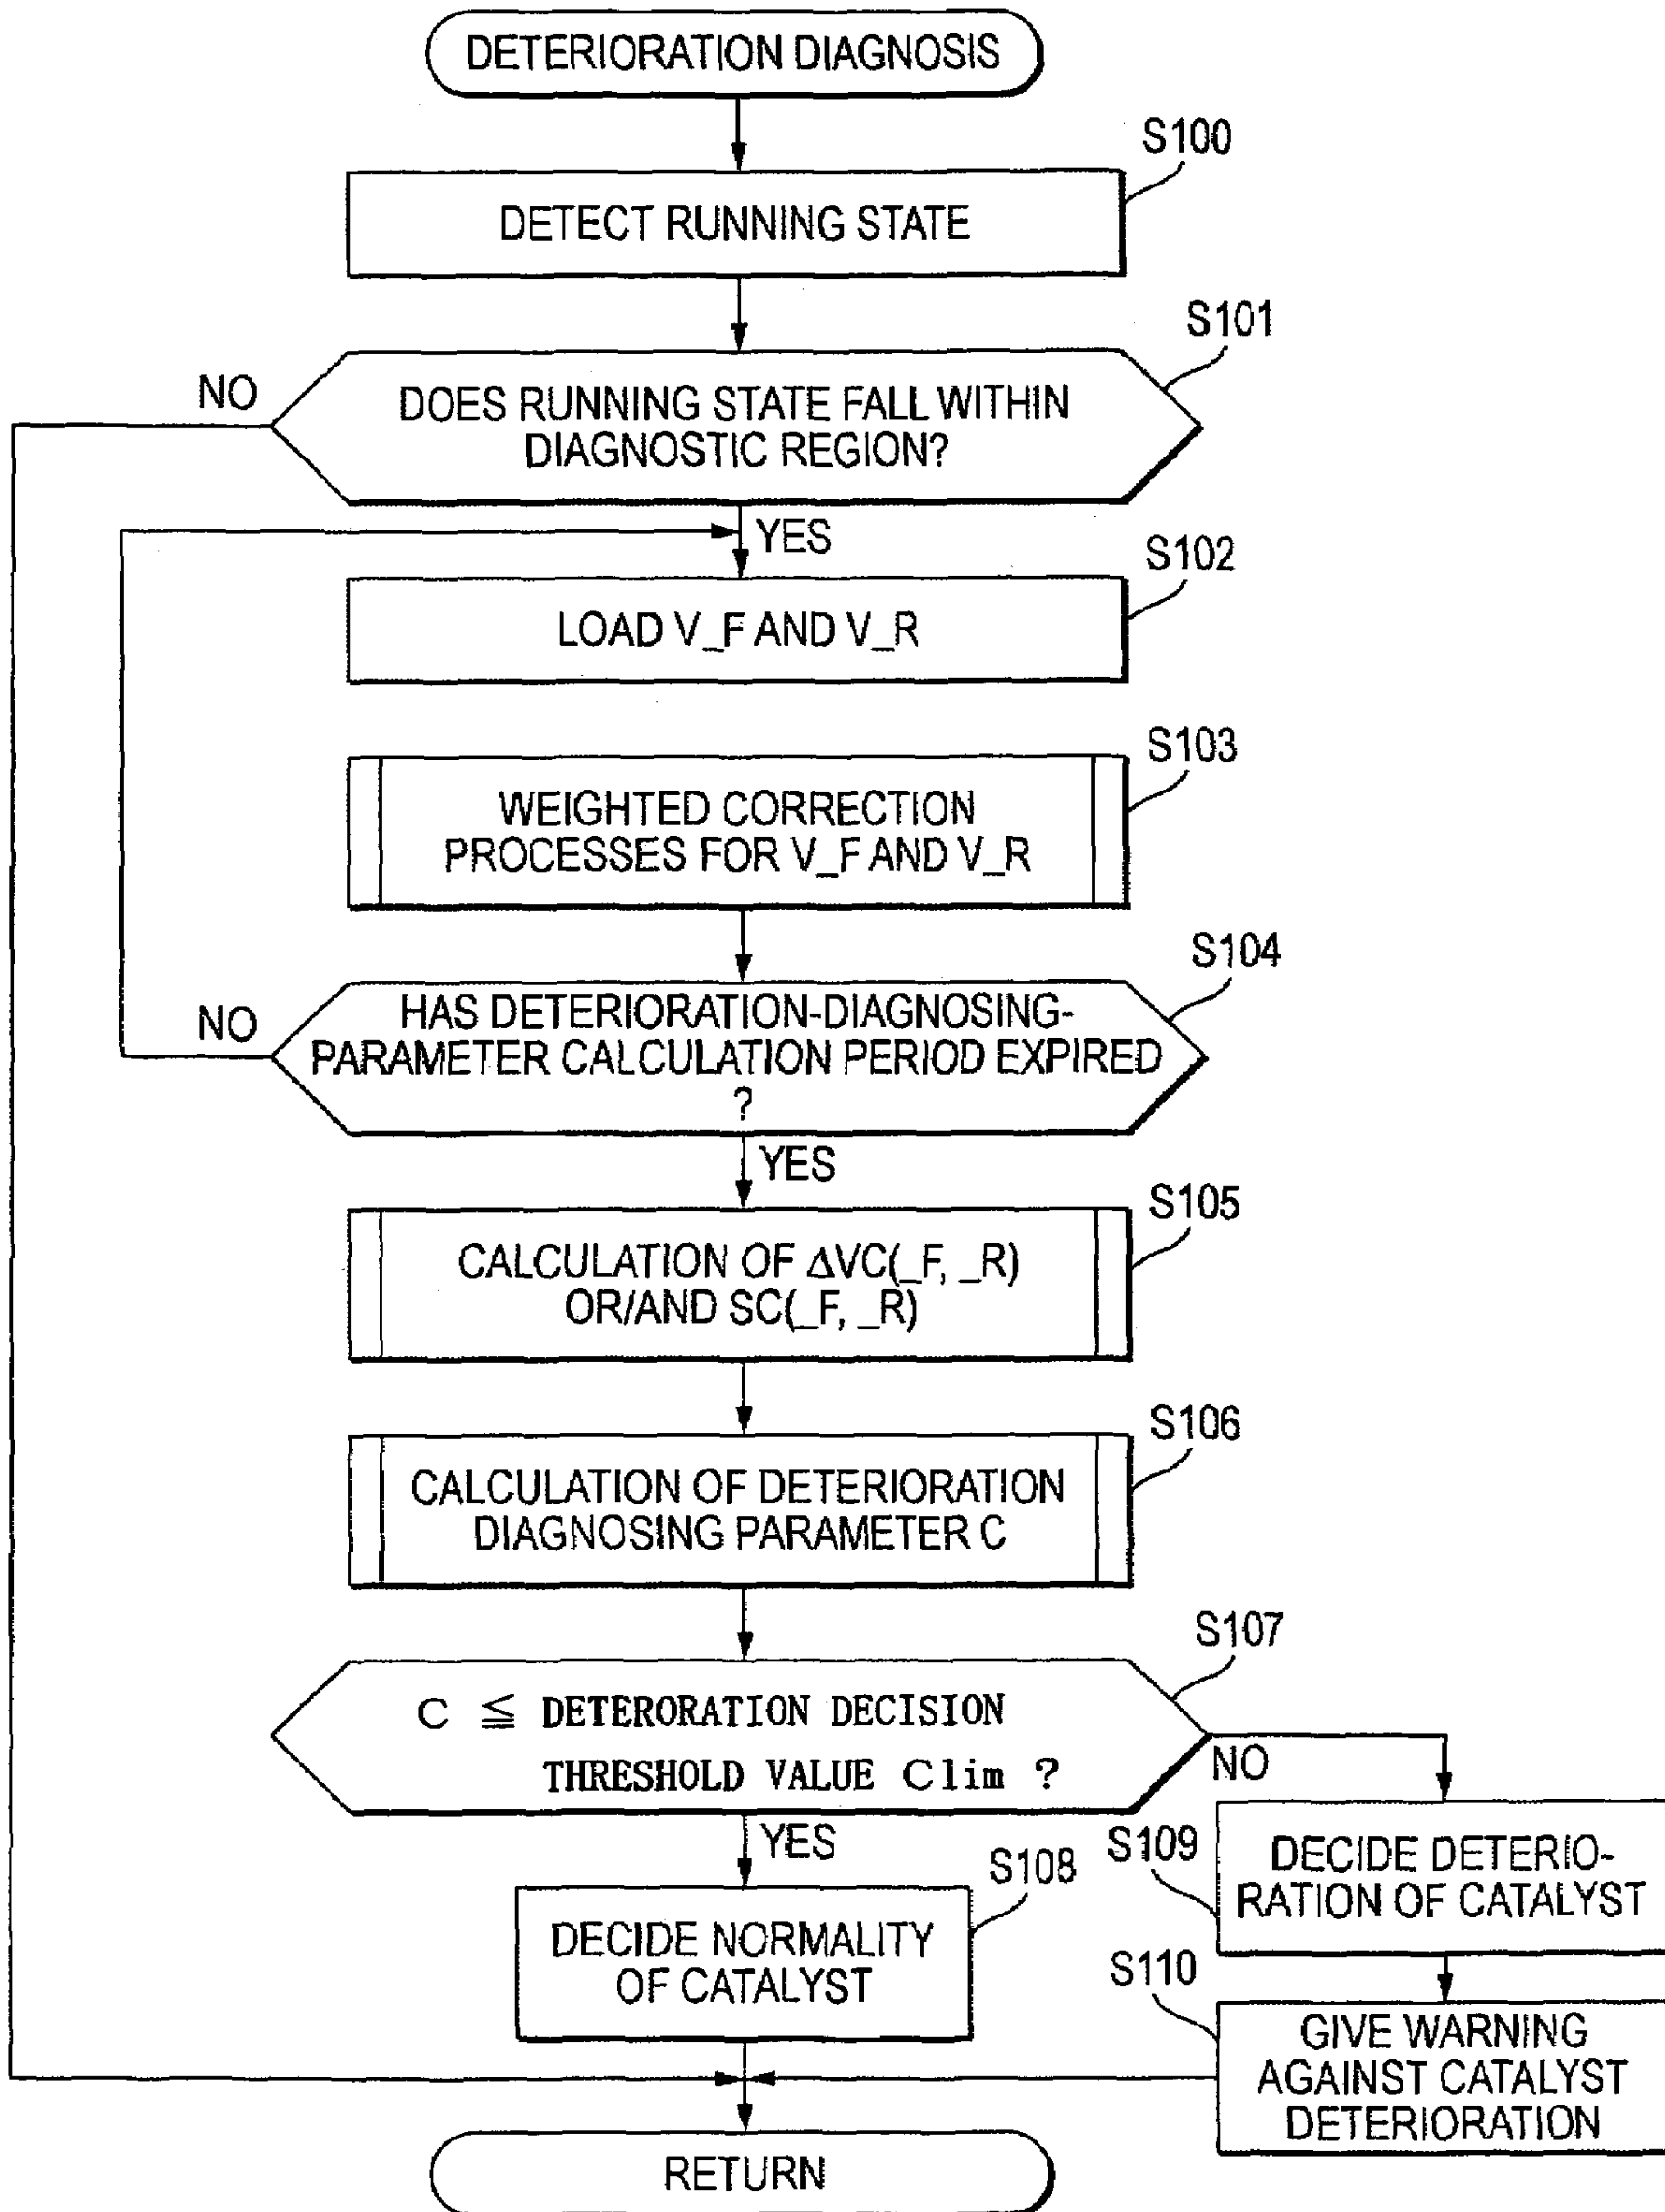 DETERIORATION DIAGNOSIS
S100
DETECT RUNNING STATE
S101
NO
DOES RUNNING STATE FALL WITHIN
DIAGNOSTIC REGION?
YES
S102
LOAD V_F AND V_R
S103
WEIGHTED CORRECTION
PROCESSES FOR V_F AND V_R
S104
NO
HAS DETERIORATION-DIAGNOSING-
PARAMETER CALCULATION PERIOD EXPIRED
?
YES
S105
CALCULATION OF ΔVC(_F, _R)
OR/AND SC(_F, _R)
S106
CALCULATION OF DETERIORATION
DIAGNOSING PARAMETER C
S107
C ≦ DETERORATION DECISION
THRESHOLD VALUE Clim ?
NO
YES
S108
DECIDE NORMALITY
OF CATALYST
S109
DECIDE DETERIO-
RATION OF CATALYST
S110
GIVE WARNING
AGAINST CATALYST
DETERIORATION
RETURN